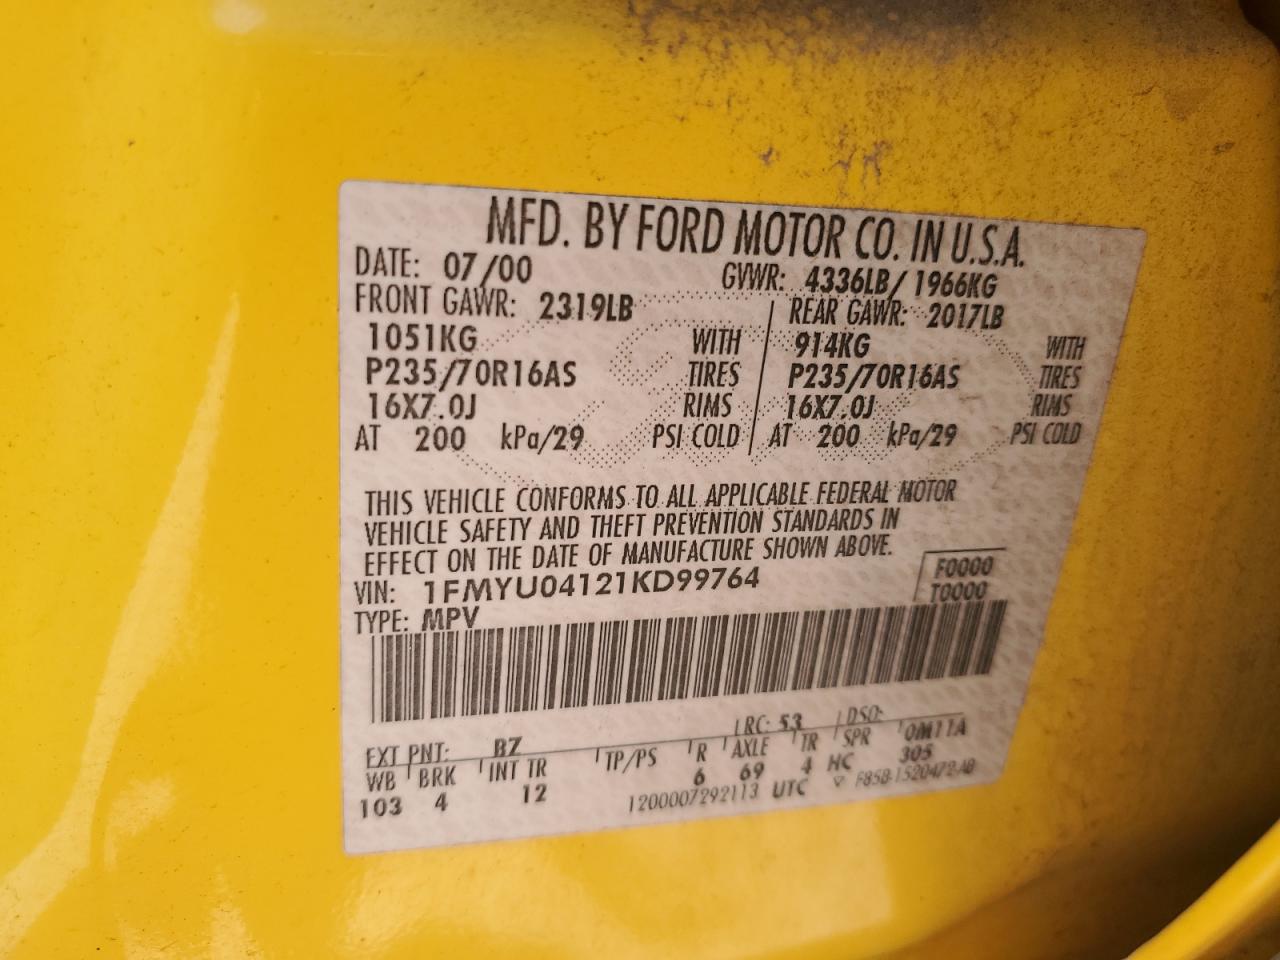 MFD. BY FORD MOTOR CO. IN U.S.A.
DATE: 07/00 GVWR: 4336LB/ 1966KG
FRONT GAWR: 2319LB REAR GAWR: 2017LB
1051KG WITH 914KG WITH
P235/70R16AS TIRES P235/70R16AS TIRES
16X7.0J RIMS 16X7.0J RIMS
AT 200 kPa/29 PSI COLD AT 200 kPa/29 PSI COLD
THIS VEHICLE CONFORMS TO ALL APPLICABLE FEDERAL MOTOR
VEHICLE SAFETY AND THEFT PREVENTION STANDARDS IN
EFFECT ON THE DATE OF MANUFACTURE SHOWN ABOVE.
VIN: 1FMYU04121KD99764 F0000
TYPE: MPV T0000
EXT PNT: BZ RC: 53 DSO:
WB BRK INT TR TP/PS R AXLE TR SPR 0M11A
103 4 12 6 69 4 HC 305
1200007292113 UTC F85B-1520472-AB